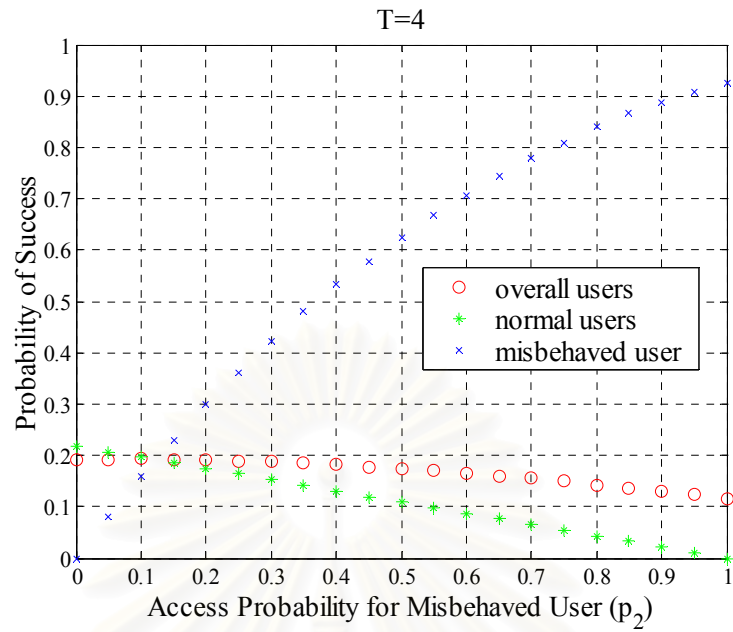 T=4
1
0.9
0.8
0.7
0.6
0.5
0.4
0.3
0.2
0.1
0
Probability of Success
overall users
normal users
misbehaved user
0 0.1 0.2 0.3 0.4 0.5 0.6 0.7 0.8 0.9 1
Access Probability for Misbehaved User (p₂)